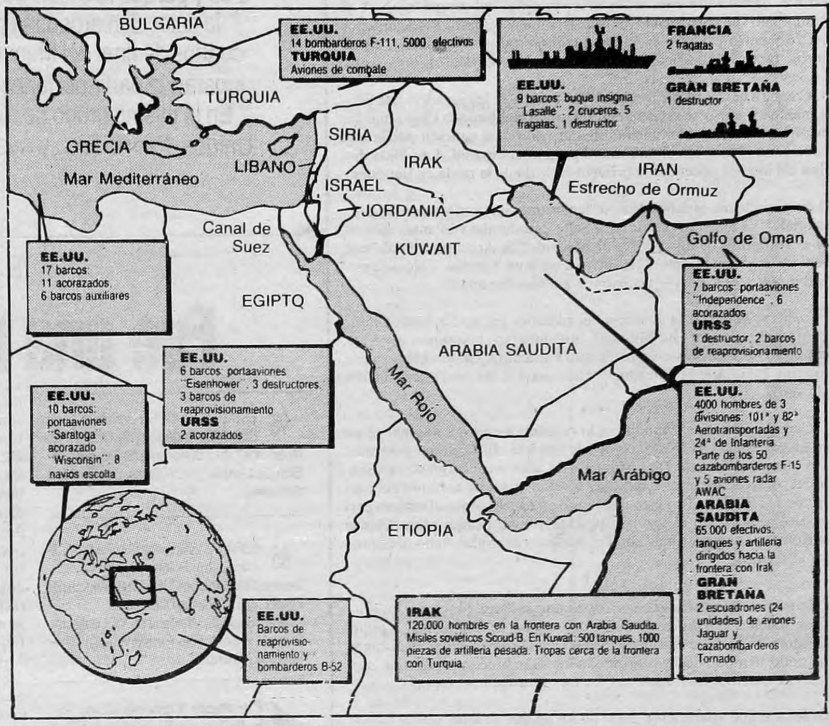 BULGARIA
EE.UU.
14 bombarderos F-111, 5000 efectivos
TURQUIA
Aviones de combate
EE.UU.
9 barcos: buque insignia
"Lasalle". 2 cruceros. 5
fragatas. 1 destructor
FRANCIA
2 fragatas
GRAN BRETAÑA
1 destructor
TURQUIA
GRECIA
SIRIA
LIBANO
IRAK
IRAN
Mar Mediterráneo
ISRAEL
Estrecho de Ormuz
JORDANIA
Canal de
Suez
KUWAIT
Golfo de Oman
EE.UU.
17 barcos:
11 acorazados.
6 barcos auxiliares
EGIPTO
EE.UU.
7 barcos: portaaviones
"Independence". 6
acorazados
URSS
1 destructor. 2 barcos
de reaprovisionamiento
ARABIA SAUDITA
Mar Rojo
EE.UU.
6 barcos: portaaviones
"Eisenhower". 3 destructores
3 barcos de
reaprovisionamiento
URSS
2 acorazados
EE.UU.
10 barcos:
portaaviones
"Saratoga
acorazado
"Wisconsin". 8
navios escolta
EE.UU.
4000 hombres de 3
divisiones: 101ª y 82ª
Aerotransportadas y
24ª de Infantería.
Parte de los 50
cazabombarderos F-15
y 5 aviones radar
AWAC
ARABIA
SAUDITA
65.000 efectivos.
tanques y artillería
dirigidos hacia la
frontera con Irak
GRAN
BRETAÑA
2 escuadrones (24
unidades) de aviones
Jaguar y
cazabombarderos
Tornado
Mar Arábigo
ETIOPIA
EE.UU.
Barcos de
reaprovisio-
namiento y
bombarderos B-52
IRAK
120.000 hombres en la frontera con Arabia Saudita.
Misiles soviéticos Scoud-B. En Kuwait: 500 tanques. 1000
piezas de artillería pesada. Tropas cerca de la frontera
con Turquia.